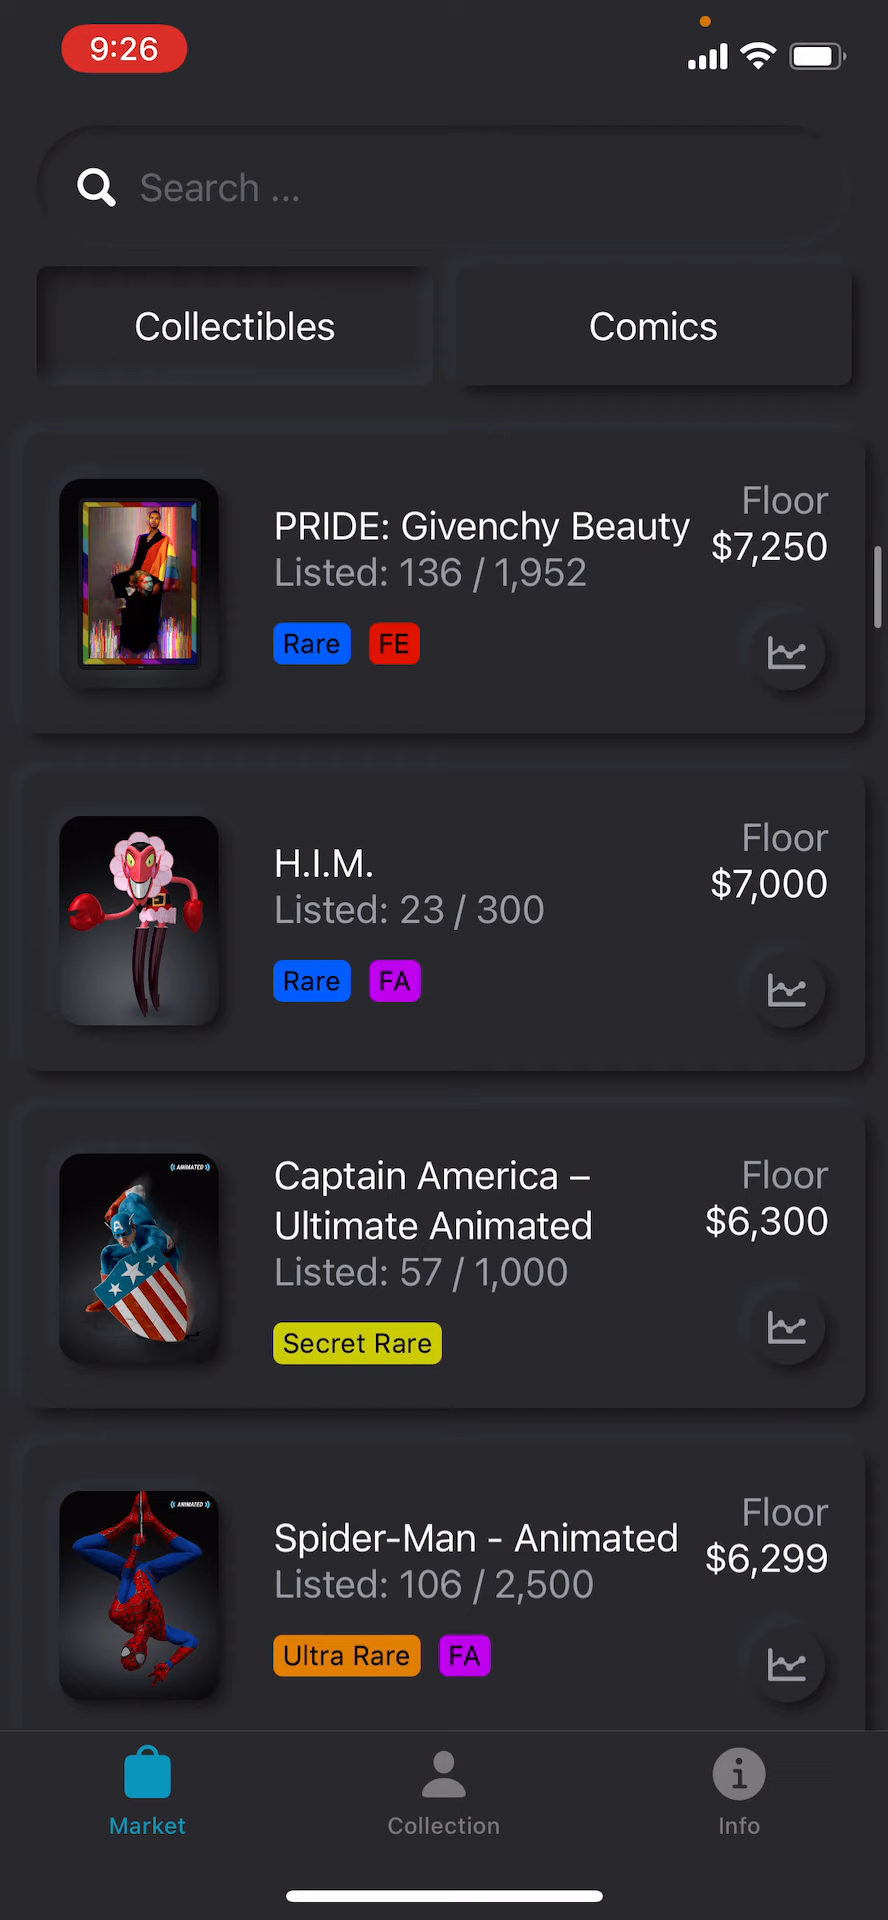 9:26
Search ...
Collectibles
Comics
PRIDE: Givenchy Beauty
Listed: 136 / 1,952
Rare
FE
Floor
$7,250
H.I.M.
Listed: 23 / 300
Rare
FA
Floor
$7,000
ANIMATED
Captain America –
Ultimate Animated
Listed: 57 / 1,000
Secret Rare
Floor
$6,300
ANIMATED
Spider-Man - Animated
Listed: 106 / 2,500
Ultra Rare
FA
Floor
$6,299
Market
Collection
Info